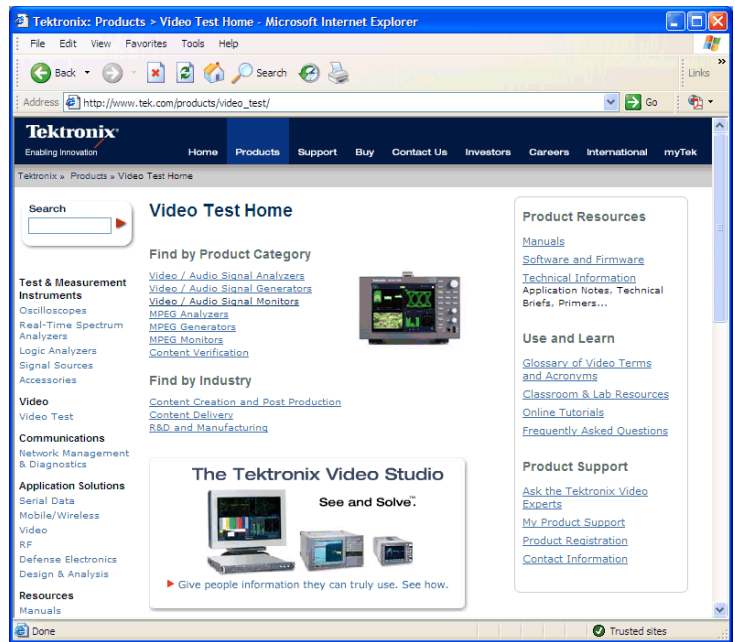 Tektronix: Products > Video Test Home - Microsoft Internet Explorer
File Edit View Favorites Tools Help
Back Search Links
Address http://www.tek.com/products/video_test/ Go
Tektronix
Enabling Innovation
Home Products Support Buy Contact Us Investors Careers International myTek
Tektronix » Products » Video Test Home
Search
Test & Measurement
Instruments
Oscilloscopes
Real-Time Spectrum
Analyzers
Logic Analyzers
Signal Sources
Accessories
Video
Video Test
Communications
Network Management
& Diagnostics
Application Solutions
Serial Data
Mobile/Wireless
Video
RF
Defense Electronics
Design & Analysis
Resources
Manuals
Video Test Home
Find by Product Category
Video / Audio Signal Analyzers
Video / Audio Signal Generators
Video / Audio Signal Monitors
MPEG Analyzers
MPEG Generators
MPEG Monitors
Content Verification
Find by Industry
Content Creation and Post Production
Content Delivery
R&D and Manufacturing
The Tektronix Video Studio
See and Solve.™
Give people information they can truly use. See how.
Product Resources
Manuals
Software and Firmware
Technical Information
Application Notes, Technical
Briefs, Primers...
Use and Learn
Glossary of Video Terms
and Acronyms
Classroom & Lab Resources
Online Tutorials
Frequently Asked Questions
Product Support
Ask the Tektronix Video
Experts
My Product Support
Product Registration
Contact Information
Done Trusted sites